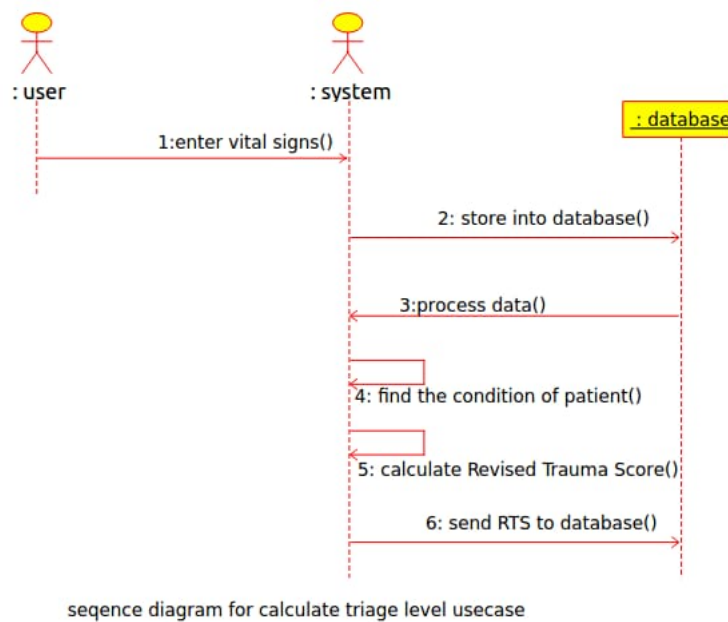 : user
: system
: database
1:enter vital signs()
2: store into database()
3:process data()
4: find the condition of patient()
5: calculate Revised Trauma Score()
6: send RTS to database()
seqence diagram for calculate triage level usecase